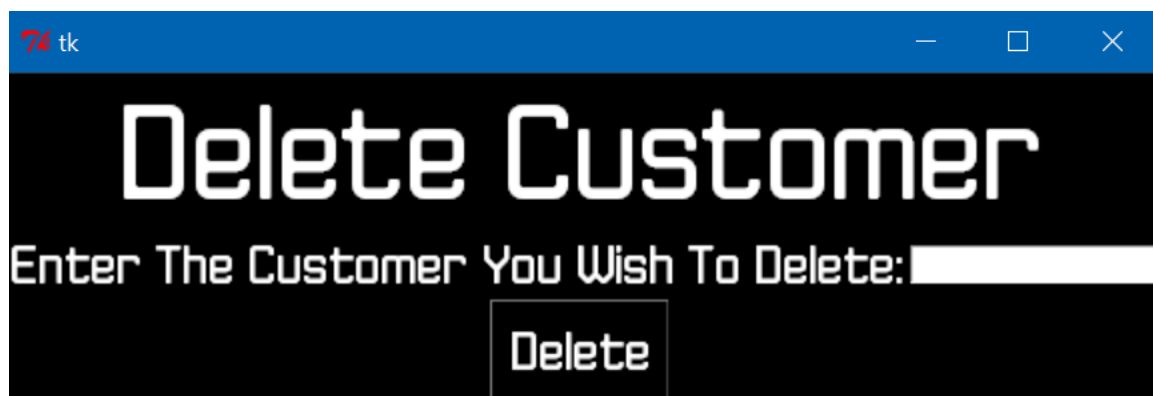 tk
Delete Customer
Enter The Customer You Wish To Delete:
Delete